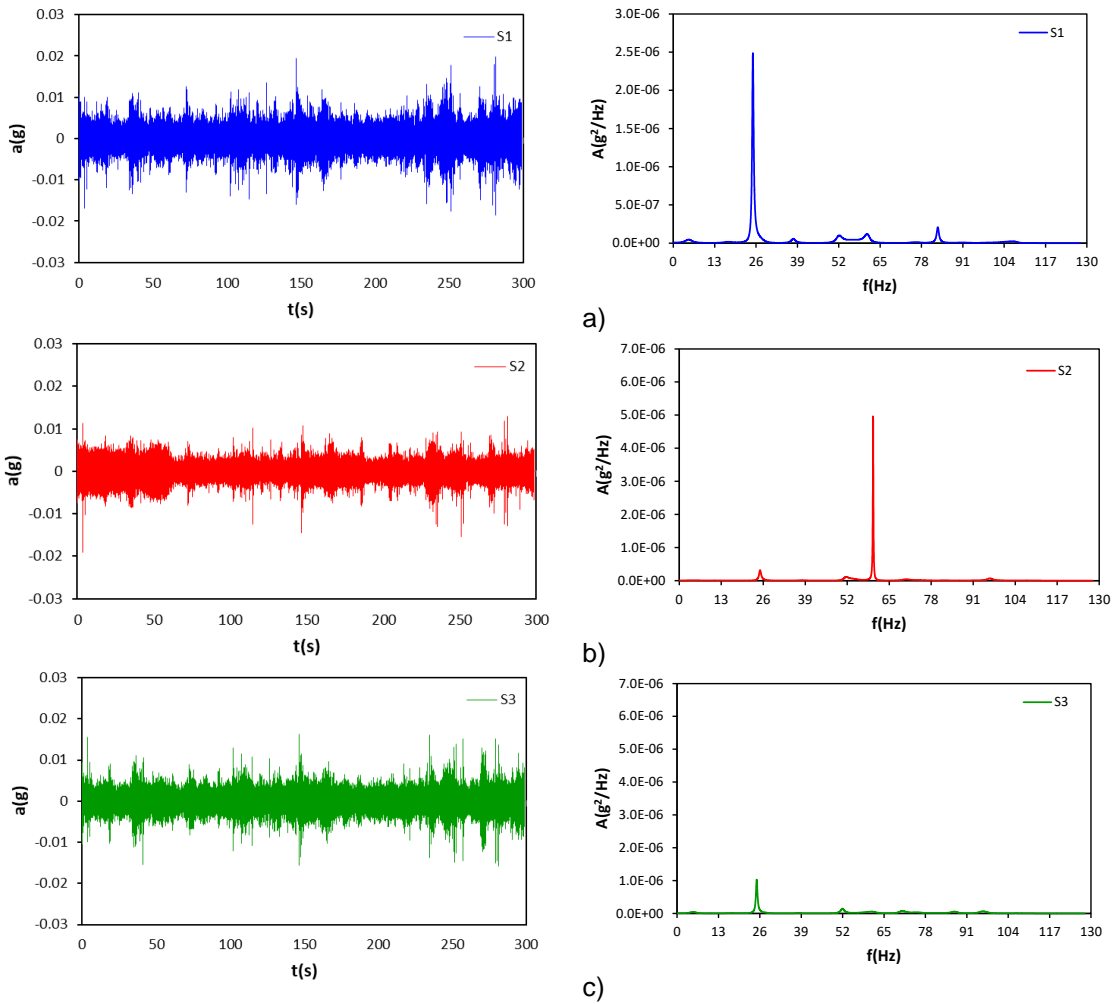 0.03
0.02
0.01
0
-0.01
-0.02
-0.03
a(g)
S1
0 50 100 150 200 250 300
t(s)
3.0E-06
2.5E-06
2.0E-06
1.5E-06
1.0E-06
5.0E-07
0.0E+00
A(g²/Hz)
S1
0 13 26 39 52 65 78 91 104 117 130
f(Hz)
a)
0.03
0.02
0.01
0
-0.01
-0.02
-0.03
a(g)
S2
0 50 100 150 200 250 300
t(s)
7.0E-06
6.0E-06
5.0E-06
4.0E-06
3.0E-06
2.0E-06
1.0E-06
0.0E+00
A(g²/Hz)
S2
0 13 26 39 52 65 78 91 104 117 130
f(Hz)
b)
0.03
0.02
0.01
0
-0.01
-0.02
-0.03
a(g)
S3
0 50 100 150 200 250 300
t(s)
7.0E-06
6.0E-06
5.0E-06
4.0E-06
3.0E-06
2.0E-06
1.0E-06
0.0E+00
A(g²/Hz)
S3
0 13 26 39 52 65 78 91 104 117 130
f(Hz)
c)